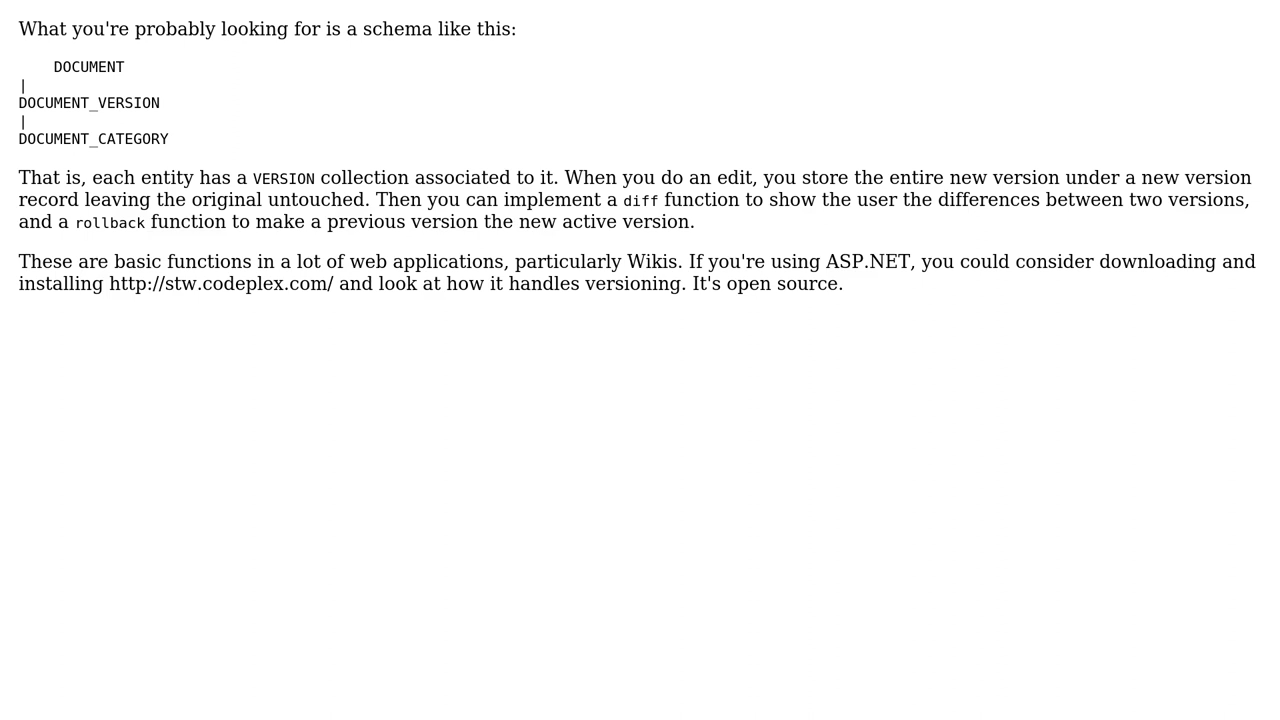 What you're probably looking for is a schema like this:
DOCUMENT
|
DOCUMENT_VERSION
|
DOCUMENT_CATEGORY
That is, each entity has a VERSION collection associated to it. When you do an edit, you store the entire new version under a new version
record leaving the original untouched. Then you can implement a diff function to show the user the differences between two versions,
and a rollback function to make a previous version the new active version.
These are basic functions in a lot of web applications, particularly Wikis. If you're using ASP.NET, you could consider downloading and
installing http://stw.codeplex.com/ and look at how it handles versioning. It's open source.